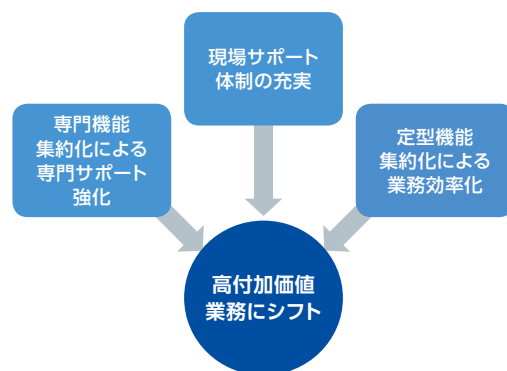 現場サポート
体制の充実
専門機能
集約化による
専門サポート
強化
定型機能
集約化による
業務効率化
高付加価値
業務にシフト